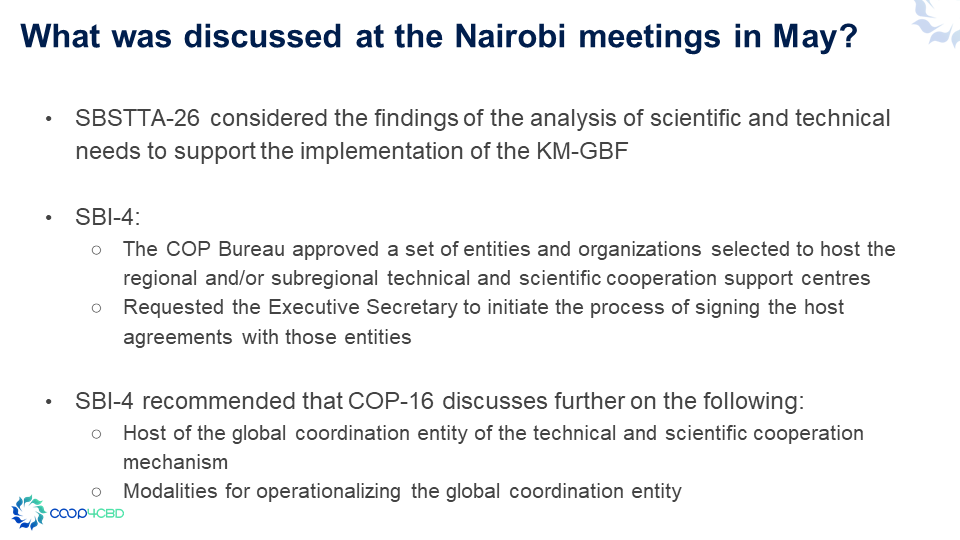 What was discussed at the Nairobi meetings in May?
• SBSTTA-26 considered the findings of the analysis of scientific and technical
needs to support the implementation of the KM-GBF
• SBI-4:
○ The COP Bureau approved a set of entities and organizations selected to host the
regional and/or subregional technical and scientific cooperation support centres
○ Requested the Executive Secretary to initiate the process of signing the host
agreements with those entities
• SBI-4 recommended that COP-16 discusses further on the following:
○ Host of the global coordination entity of the technical and scientific cooperation
mechanism
○ Modalities for operationalizing the global coordination entity
COOP4CBD